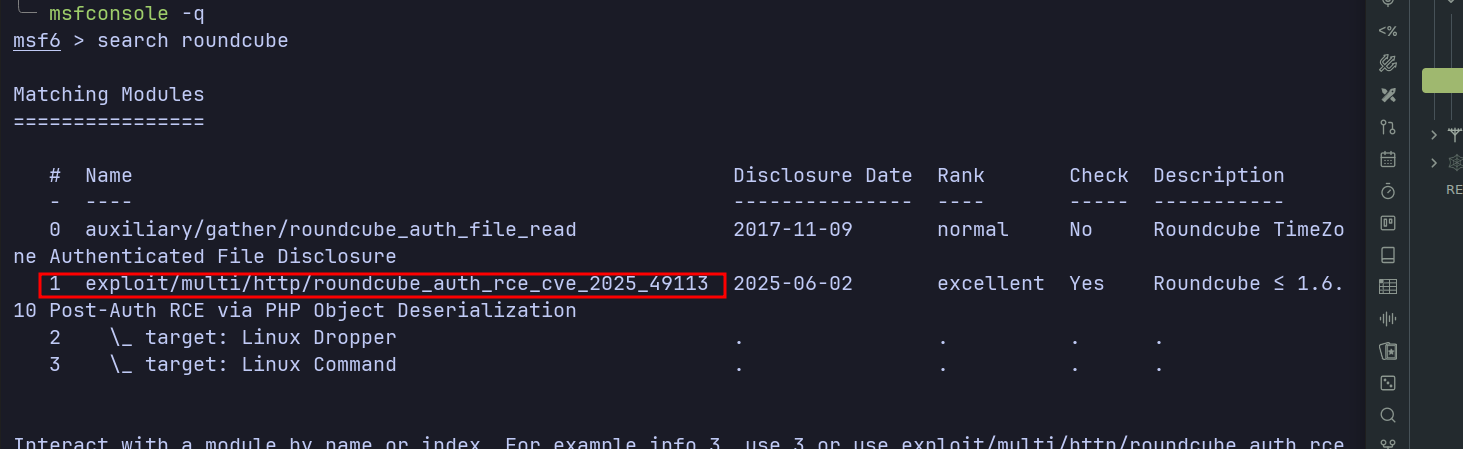 msfconsole -q
msf6 > search roundcube
Matching Modules
================
# Name Disclosure Date Rank Check Description
- ---- --------------- ---- ----- -----------
0 auxiliary/gather/roundcube_auth_file_read 2017-11-09 normal No Roundcube TimeZo
ne Authenticated File Disclosure
1 exploit/multi/http/roundcube_auth_rce_cve_2025_49113 2025-06-02 excellent Yes Roundcube ≤ 1.6.
10 Post-Auth RCE via PHP Object Deserialization
2 \_ target: Linux Dropper . . . .
3 \_ target: Linux Command . . . .
Interact with a module by name or index. For example info 3, use 3 or use exploit/multi/http/roundcube_auth_rce
<%
RE